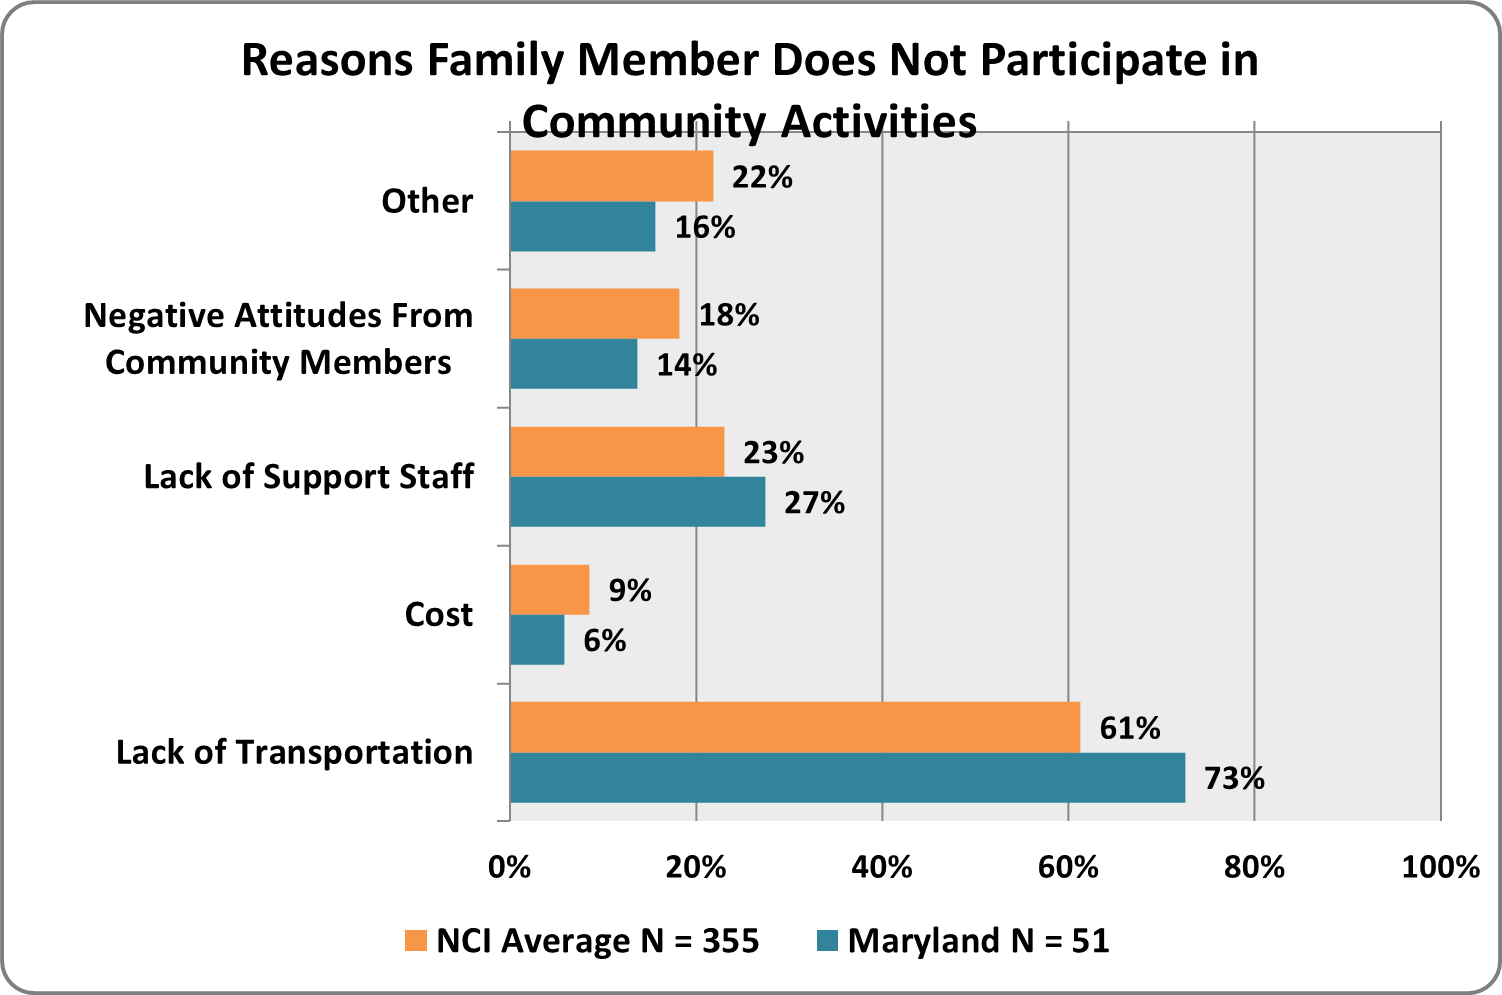 Reasons Family Member Does Not Participate in
Community Activities
Other
22%
16%
Negative Attitudes From
Community Members
18%
14%
Lack of Support Staff
23%
27%
Cost
9%
6%
Lack of Transportation
61%
73%
0% 20% 40% 60% 80% 100%
NCI Average N = 355 Maryland N = 51